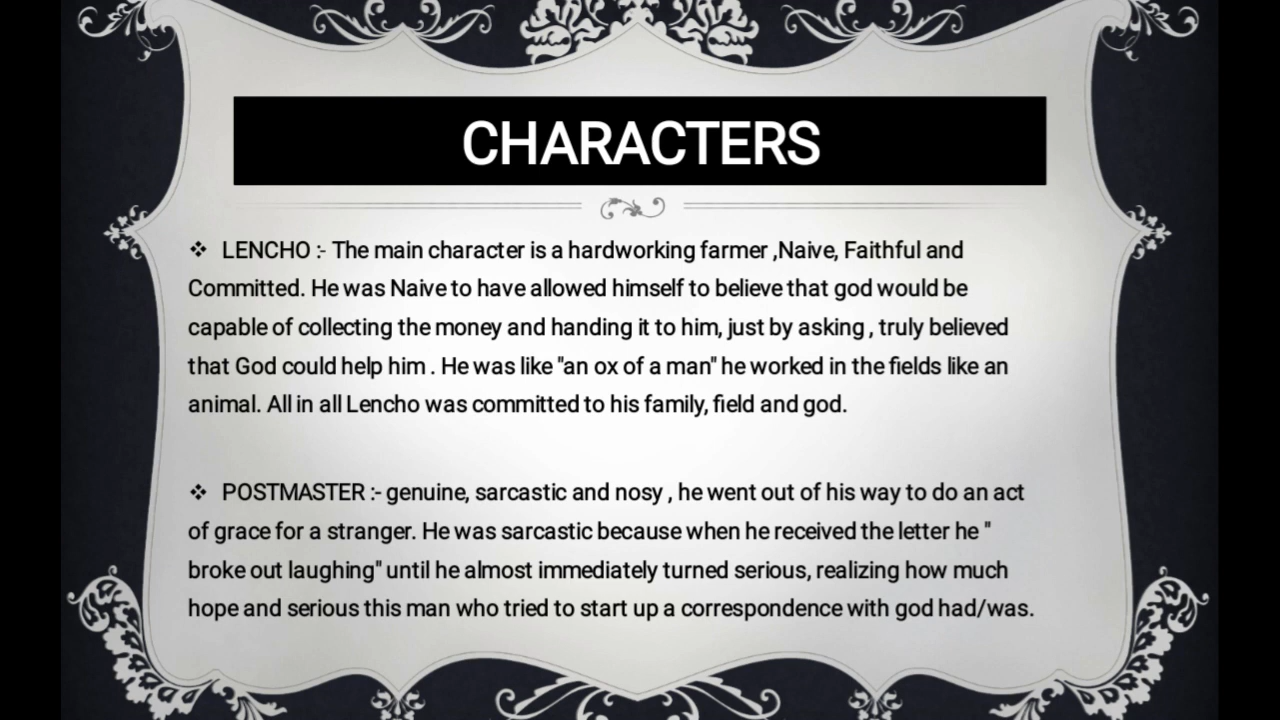 CHARACTERS
❖ LENCHO :- The main character is a hardworking farmer ,Naive, Faithful and
Committed. He was Naive to have allowed himself to believe that god would be
capable of collecting the money and handing it to him, just by asking , truly believed
that God could help him . He was like "an ox of a man" he worked in the fields like an
animal. All in all Lencho was committed to his family, field and god.
❖ POSTMASTER :- genuine, sarcastic and nosy , he went out of his way to do an act
of grace for a stranger. He was sarcastic because when he received the letter he "
broke out laughing" until he almost immediately turned serious, realizing how much
hope and serious this man who tried to start up a correspondence with god had/was.